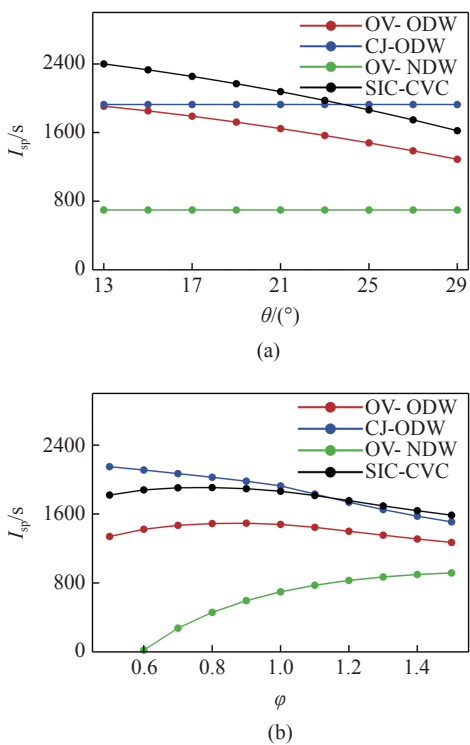 OV- ODW
CJ-ODW
OV- NDW
SIC-CVC
2400
1600
800
0
I_sp/s
13 17 21 25 29
θ/(°)
(a)
OV- ODW
CJ-ODW
OV- NDW
SIC-CVC
2400
1600
800
0
I_sp/s
0.6 0.8 1.0 1.2 1.4
φ
(b)